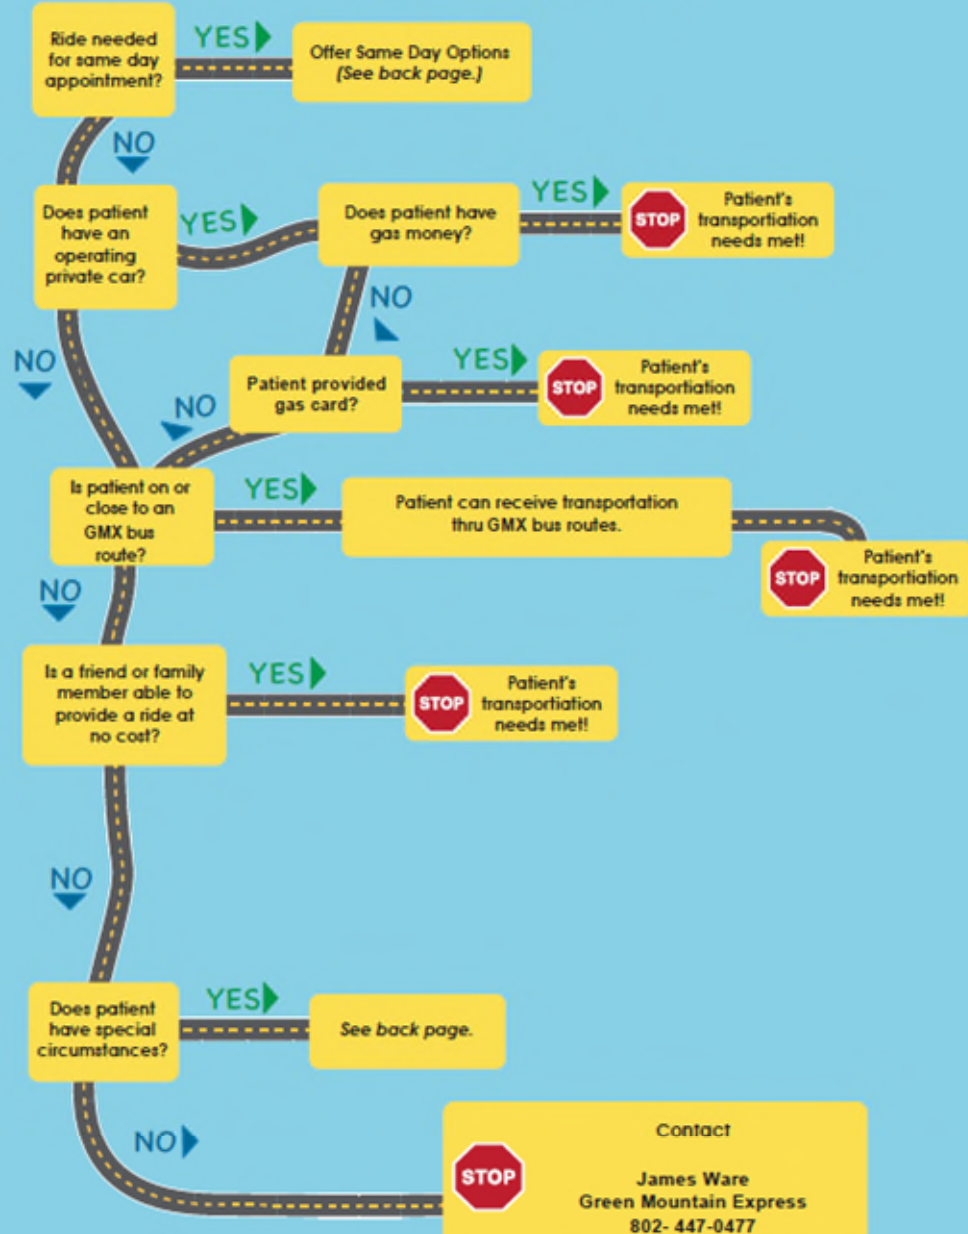 Ride needed
for same day
appointment?
YES
Offer Same Day Options
(See back page.)
NO
Does patient
have an
operating
private car?
YES
Does patient have
gas money?
YES
STOP
Patient's
transportiation
needs met!
NO
NO
Patient provided
gas card?
YES
STOP
Patient's
transportiation
needs met!
NO
Is patient on or
close to an
GMX bus
route?
YES
Patient can receive transportation
thru GMX bus routes.
STOP
Patient's
transportiation
needs met!
NO
Is a friend or family
member able to
provide a ride at
no cost?
YES
STOP
Patient's
transportiation
needs met!
NO
Does patient
have special
circumstances?
YES
See back page.
NO
STOP
Contact
James Ware
Green Mountain Express
802- 447-0477